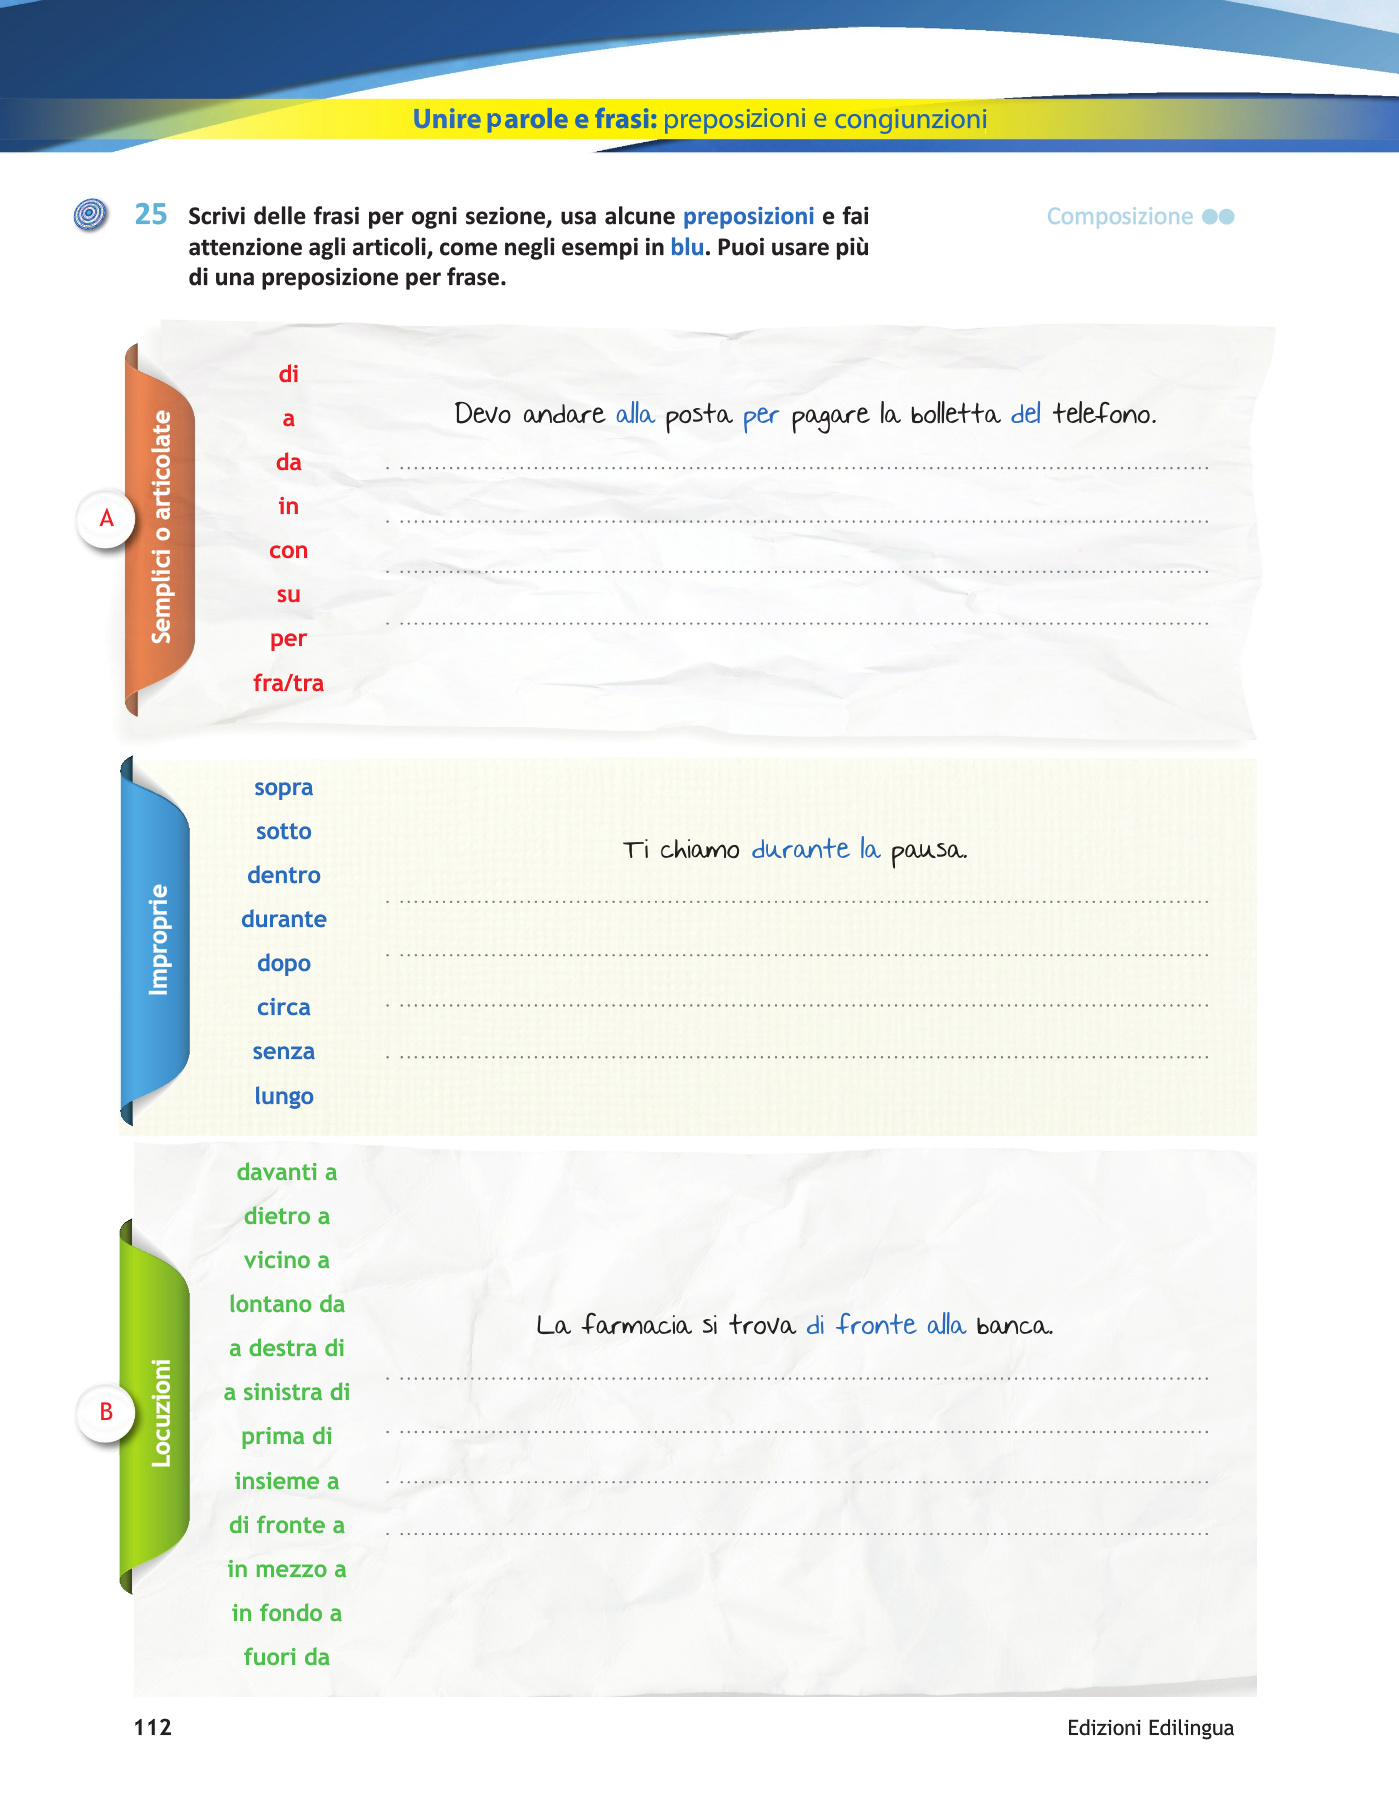 Unire parole e frasi: preposizioni e congiunzioni
25 Scrivi delle frasi per ogni sezione, usa alcune preposizioni e fai
attenzione agli articoli, come negli esempi in blu. Puoi usare più
di una preposizione per frase.
Composizione
A
Semplici o articolate
di
a
da
in
con
su
per
fra/tra
Devo andare alla posta per pagare la bolletta del telefono.
Improprie
sopra
sotto
dentro
durante
dopo
circa
senza
lungo
Ti chiamo durante la pausa.
B
Locuzioni
davanti a
dietro a
vicino a
lontano da
a destra di
a sinistra di
prima di
insieme a
di fronte a
in mezzo a
in fondo a
fuori da
La farmacia si trova di fronte alla banca.
112
Edizioni Edilingua